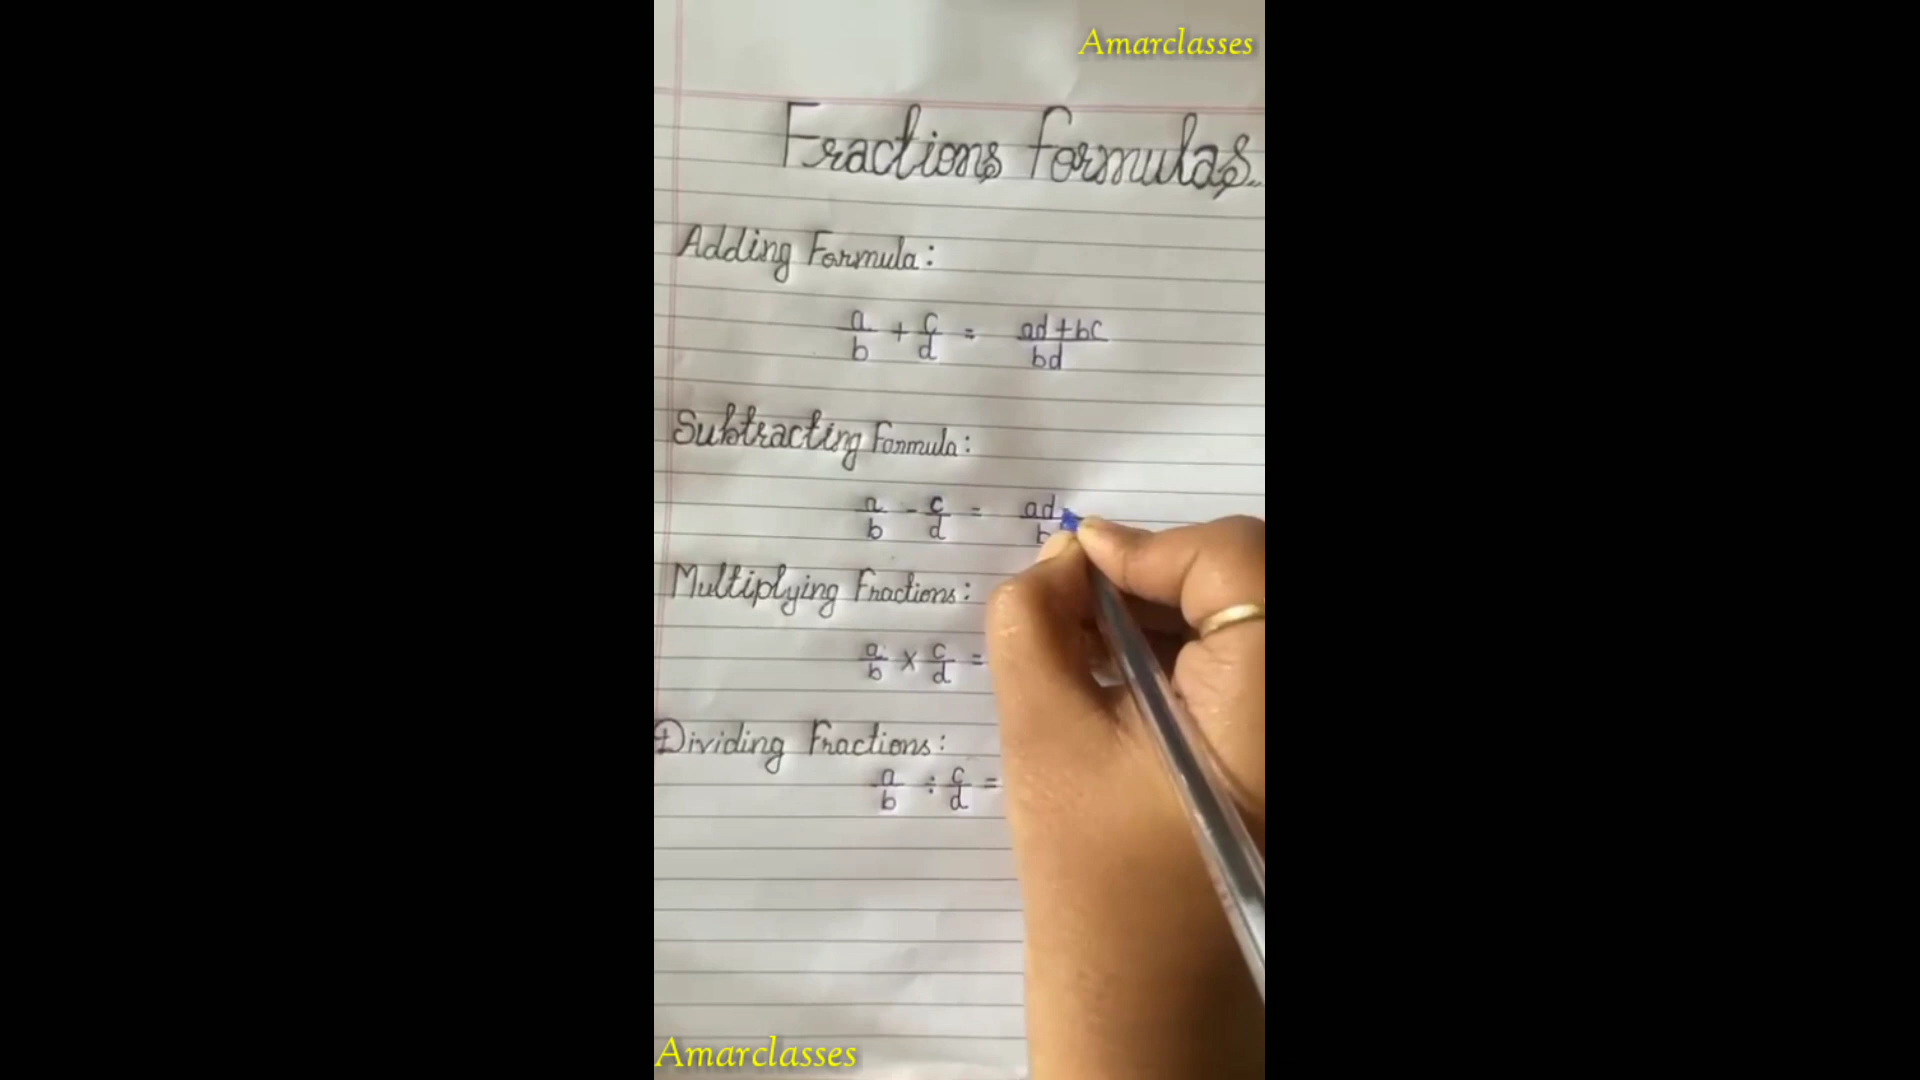 Amarclasses
Fractions formulas..
Adding Formula:
a/b + c/d = ad+bc/bd
Subtracting Formula:
a/b - c/d = ad/b
Multiplying Fractions:
a/b × c/d =
Dividing Fractions:
a/b ÷ c/d =
Amarclasses